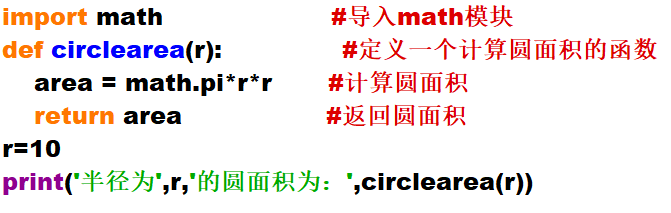 import math #导入math模块
def circlearea(r): #定义一个计算圆面积的函数
    area = math.pi*r*r #计算圆面积
    return area #返回圆面积
r=10
print('半径为',r,'的圆面积为：',circlearea(r))